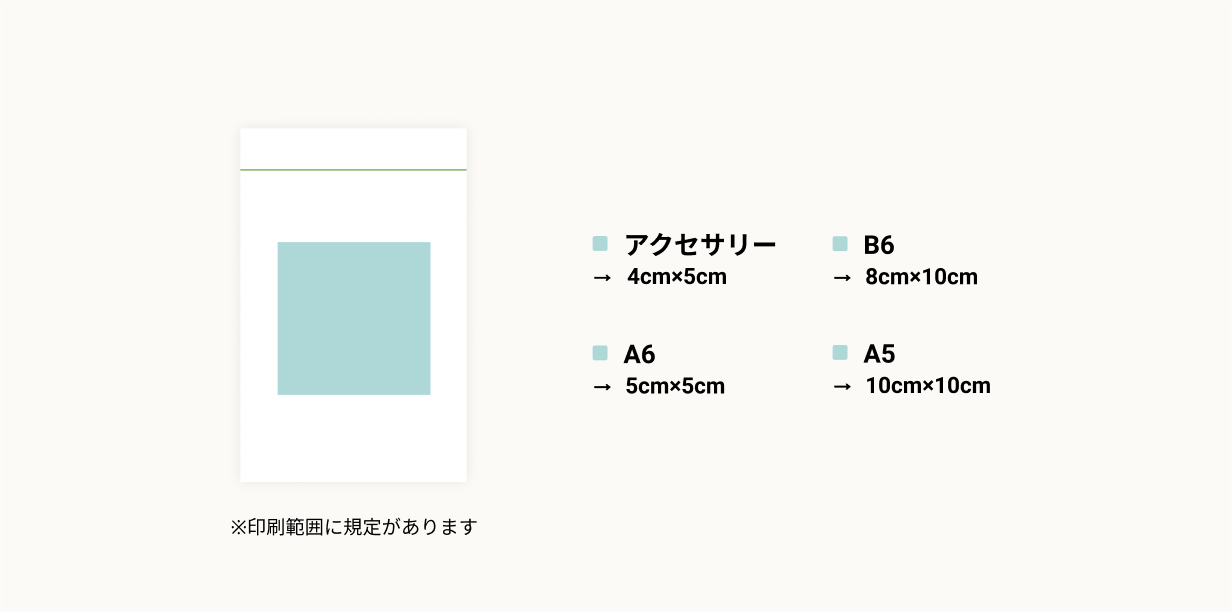 アクセサリー
→ 4cm×5cm
B6
→ 8cm×10cm
A6
→ 5cm×5cm
A5
→ 10cm×10cm
※印刷範囲に規定があります